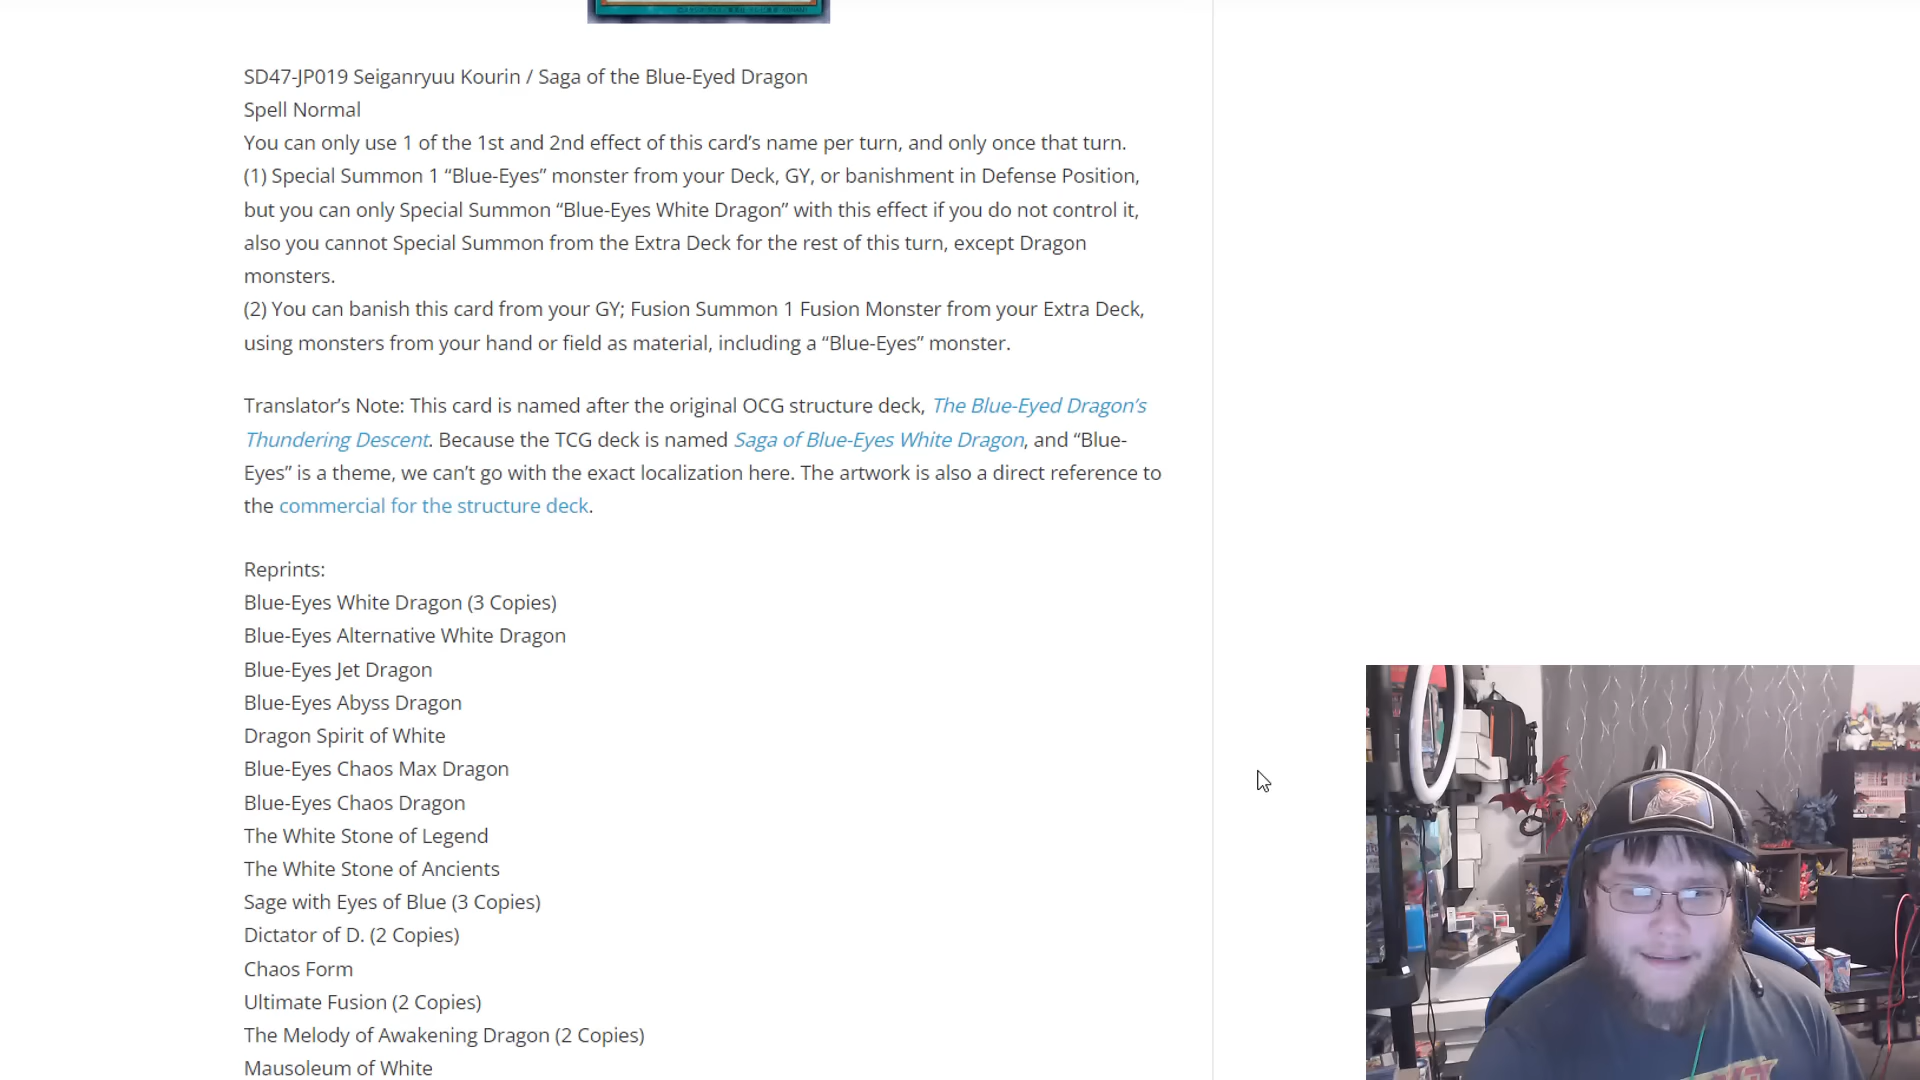 SD47-JP019 Seiganryuu Kourin / Saga of the Blue-Eyed Dragon
Spell Normal
You can only use 1 of the 1st and 2nd effect of this card’s name per turn, and only once that turn.
(1) Special Summon 1 “Blue-Eyes” monster from your Deck, GY, or banishment in Defense Position,
but you can only Special Summon “Blue-Eyes White Dragon” with this effect if you do not control it,
also you cannot Special Summon from the Extra Deck for the rest of this turn, except Dragon
monsters.
(2) You can banish this card from your GY; Fusion Summon 1 Fusion Monster from your Extra Deck,
using monsters from your hand or field as material, including a “Blue-Eyes” monster.
Translator’s Note: This card is named after the original OCG structure deck, The Blue-Eyed Dragon’s
Thundering Descent. Because the TCG deck is named Saga of Blue-Eyes White Dragon, and “Blue-
Eyes” is a theme, we can’t go with the exact localization here. The artwork is also a direct reference to
the commercial for the structure deck.
Reprints:
Blue-Eyes White Dragon (3 Copies)
Blue-Eyes Alternative White Dragon
Blue-Eyes Jet Dragon
Blue-Eyes Abyss Dragon
Dragon Spirit of White
Blue-Eyes Chaos Max Dragon
Blue-Eyes Chaos Dragon
The White Stone of Legend
The White Stone of Ancients
Sage with Eyes of Blue (3 Copies)
Dictator of D. (2 Copies)
Chaos Form
Ultimate Fusion (2 Copies)
The Melody of Awakening Dragon (2 Copies)
Mausoleum of White